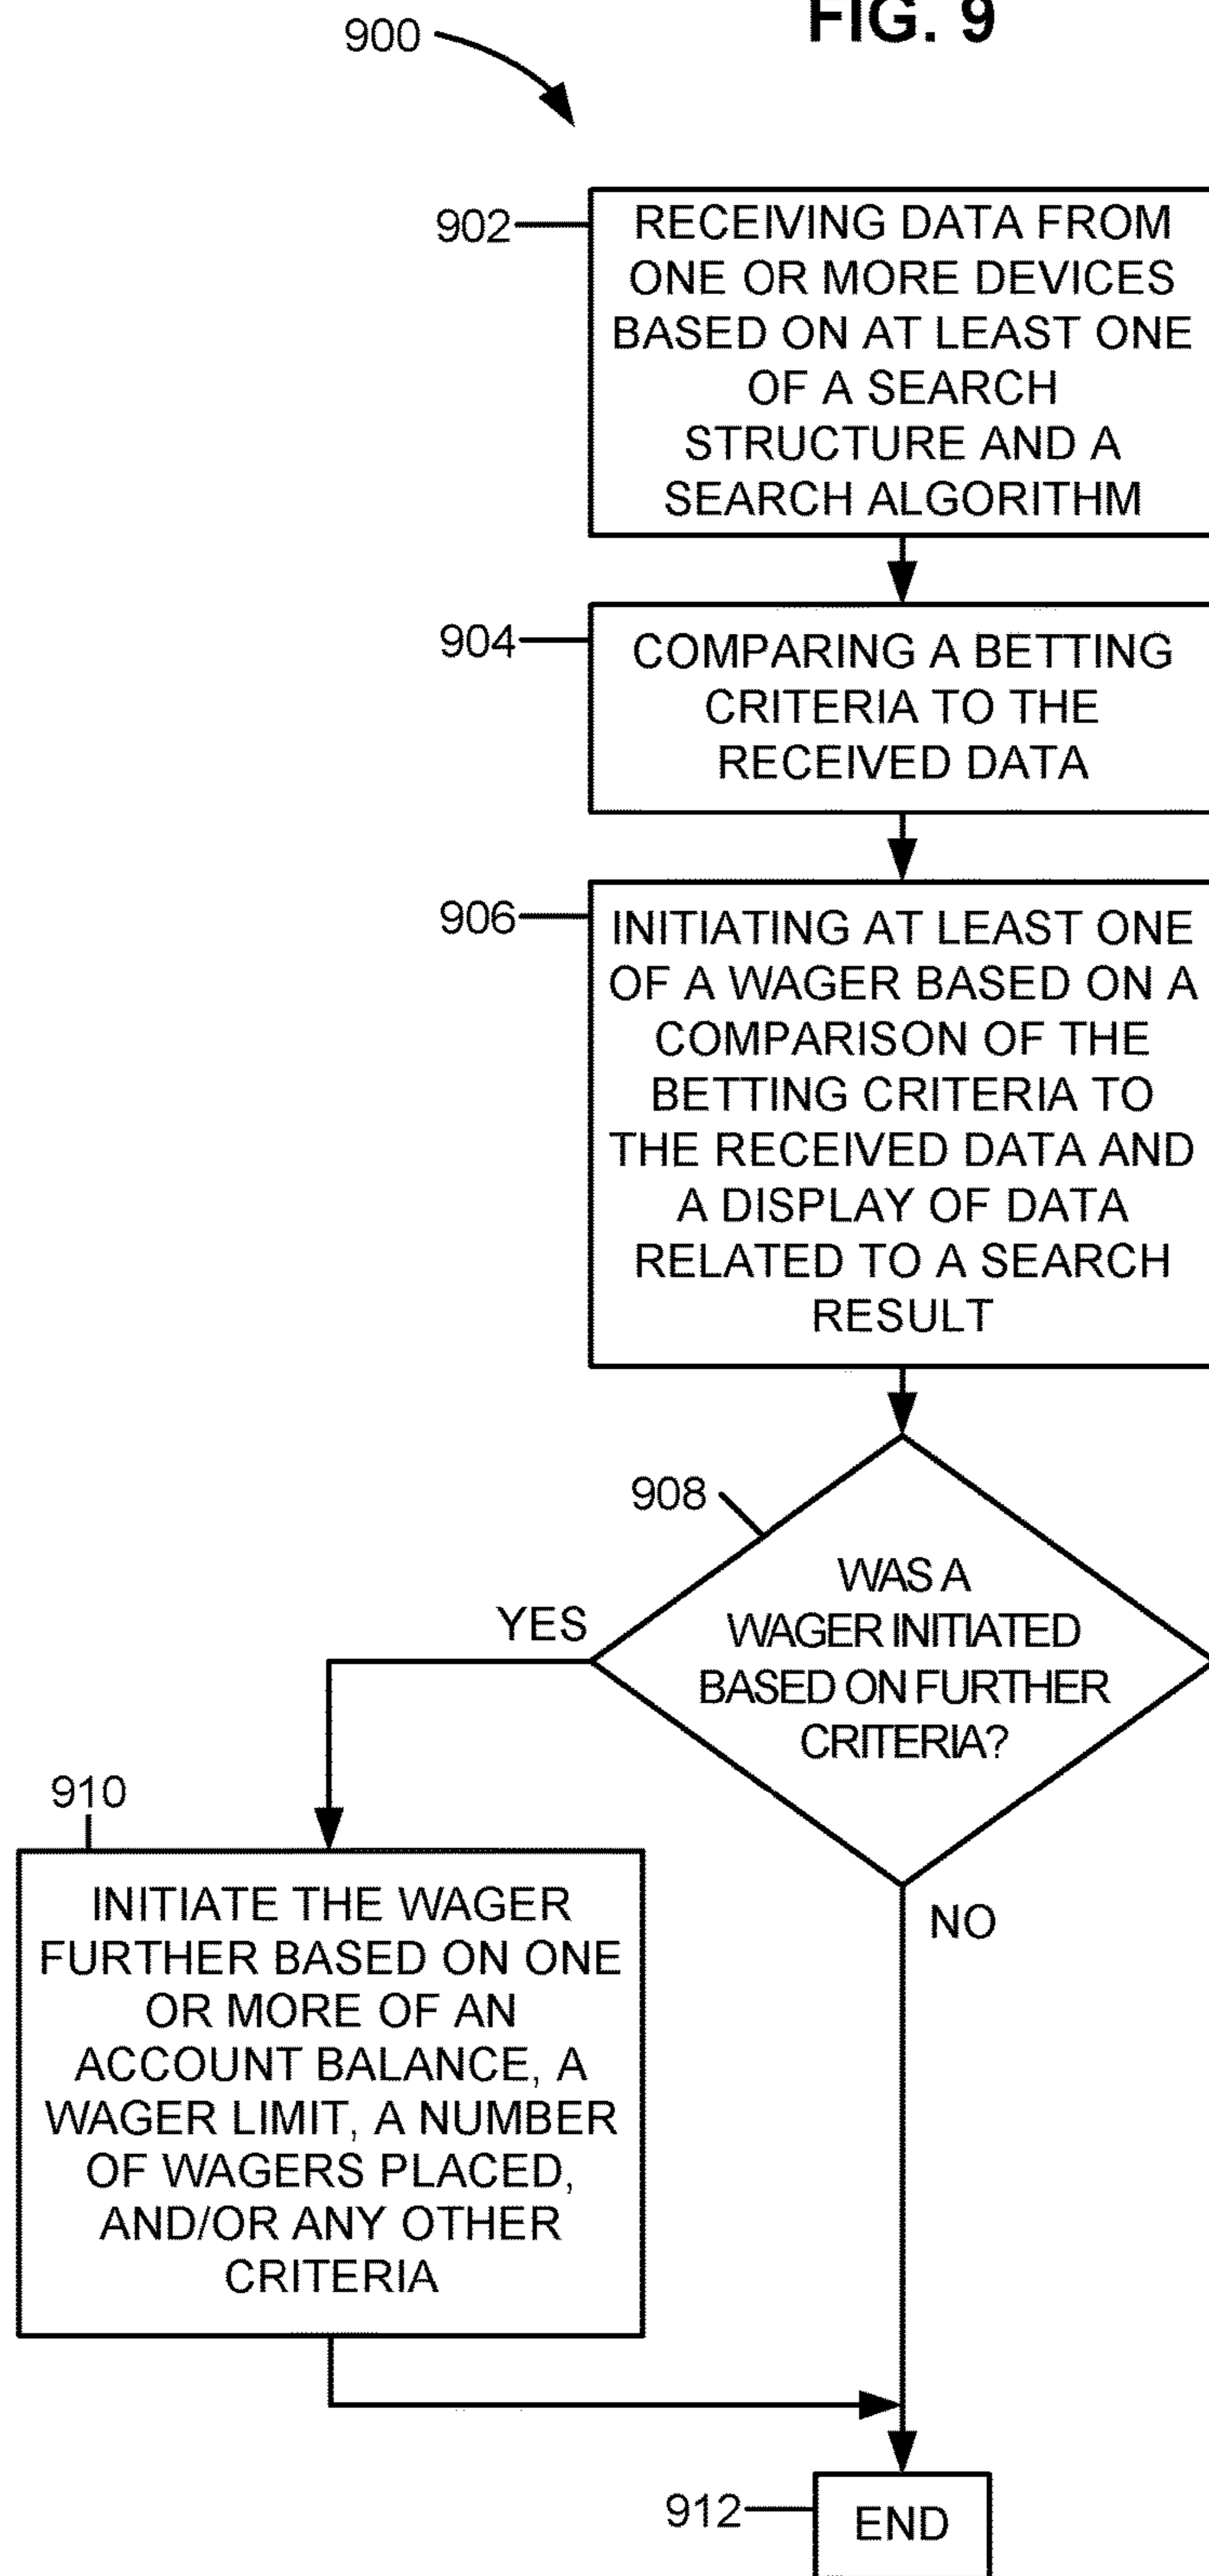 FIG. 9
900
902
RECEIVING DATA FROM
ONE OR MORE DEVICES
BASED ON AT LEAST ONE
OF A SEARCH
STRUCTURE AND A
SEARCH ALGORITHM
904
COMPARING A BETTING
CRITERIA TO THE
RECEIVED DATA
906
INITIATING AT LEAST ONE
OF A WAGER BASED ON A
COMPARISON OF THE
BETTING CRITERIA TO
THE RECEIVED DATA AND
A DISPLAY OF DATA
RELATED TO A SEARCH
RESULT
908
WAS A
WAGER INITIATED
BASED ON FURTHER
CRITERIA?
YES
NO
910
INITIATE THE WAGER
FURTHER BASED ON ONE
OR MORE OF AN
ACCOUNT BALANCE, A
WAGER LIMIT, A NUMBER
OF WAGERS PLACED,
AND/OR ANY OTHER
CRITERIA
912
END